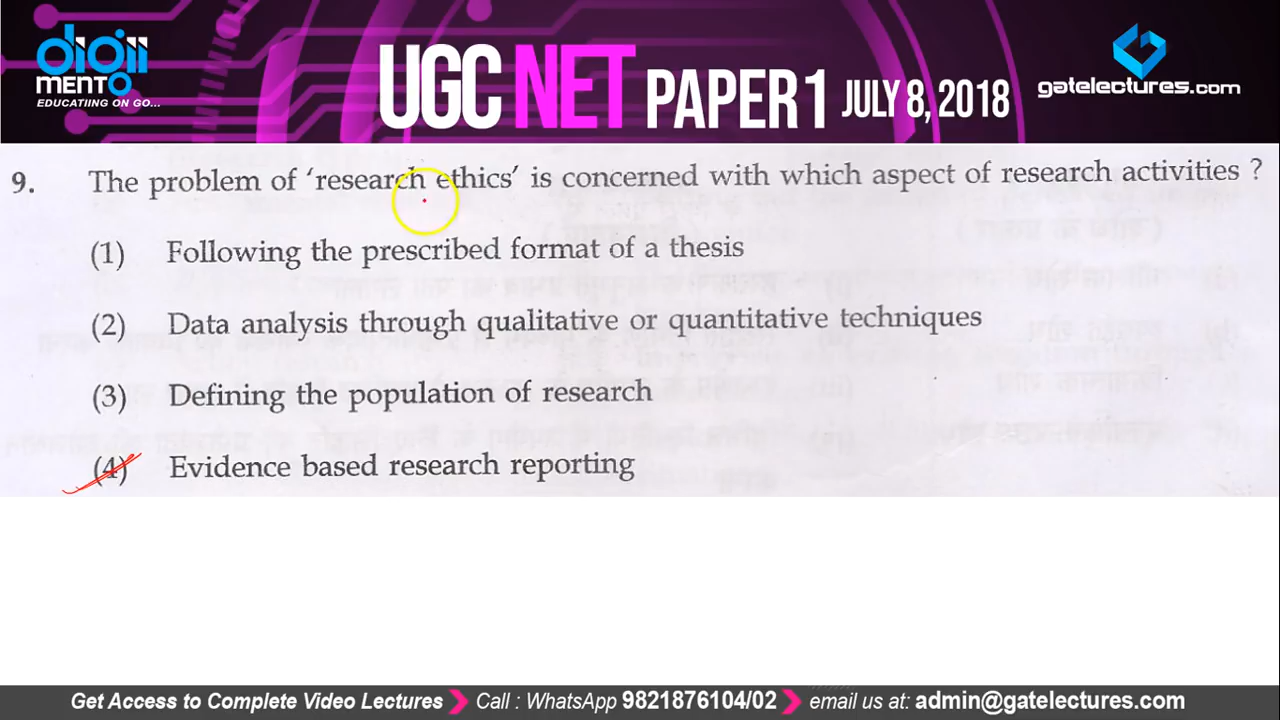 digiimento
EDUCATING ON GO...
UGC NET PAPER 1 JULY 8, 2018
gatelectures.com
9. The problem of 'research ethics' is concerned with which aspect of research activities ?
(1) Following the prescribed format of a thesis
(2) Data analysis through qualitative or quantitative techniques
(3) Defining the population of research
(4) Evidence based research reporting
Get Access to Complete Video Lectures Call : WhatsApp 9821876104/02 email us at: admin@gatelectures.com